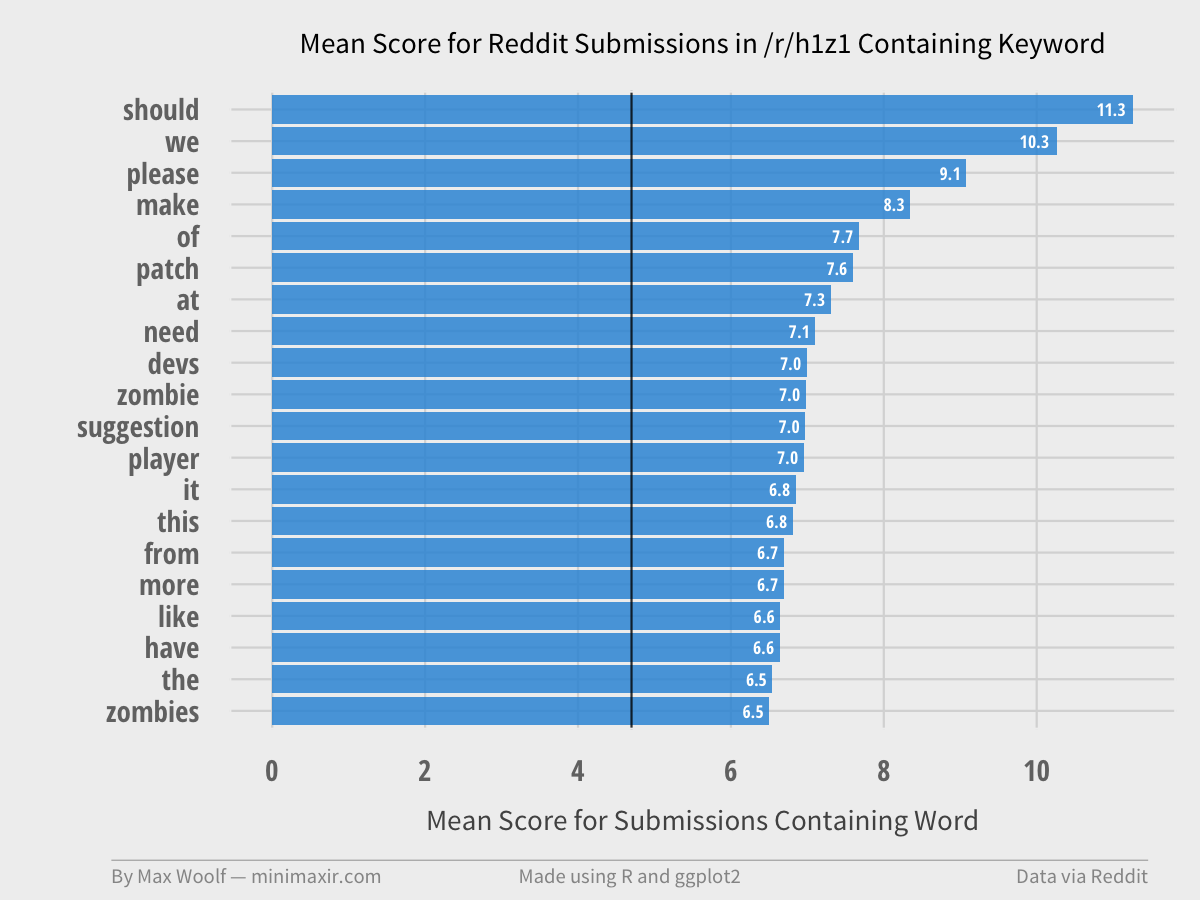 Mean Score for Reddit Submissions in /r/h1z1 Containing Keyword
should 11.3
we 10.3
please 9.1
make 8.3
of 7.7
patch 7.6
at 7.3
need 7.1
devs 7.0
zombie 7.0
suggestion 7.0
player 7.0
it 6.8
this 6.8
from 6.7
more 6.7
like 6.6
have 6.6
the 6.5
zombies 6.5
0 2 4 6 8 10
Mean Score for Submissions Containing Word
By Max Woolf — minimaxir.com Made using R and ggplot2 Data via Reddit